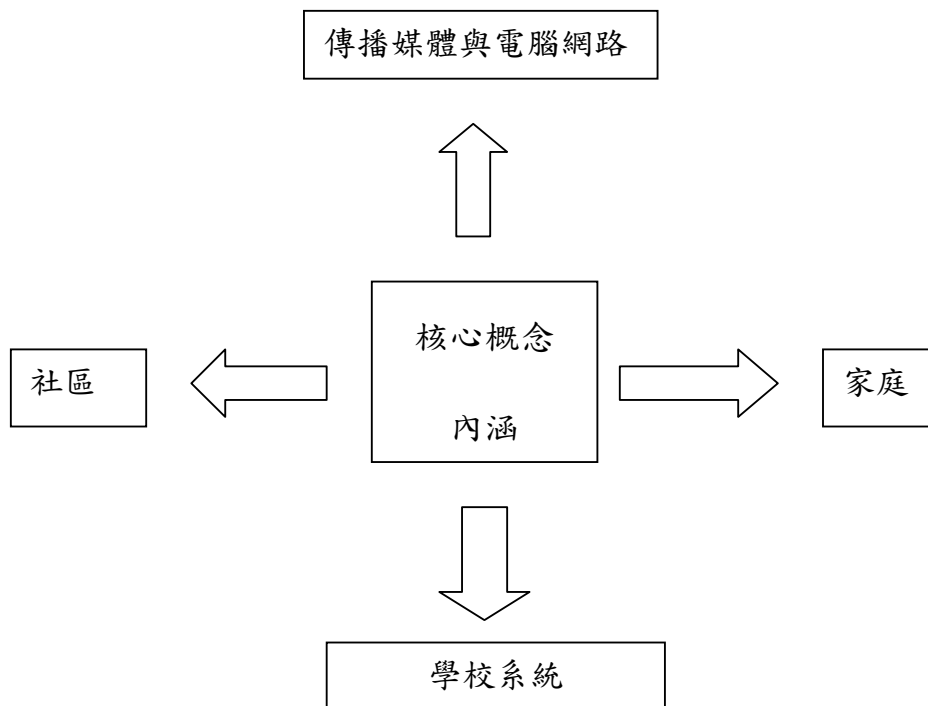 傳播媒體與電腦網路
核心概念
內涵
社區
家庭
學校系統